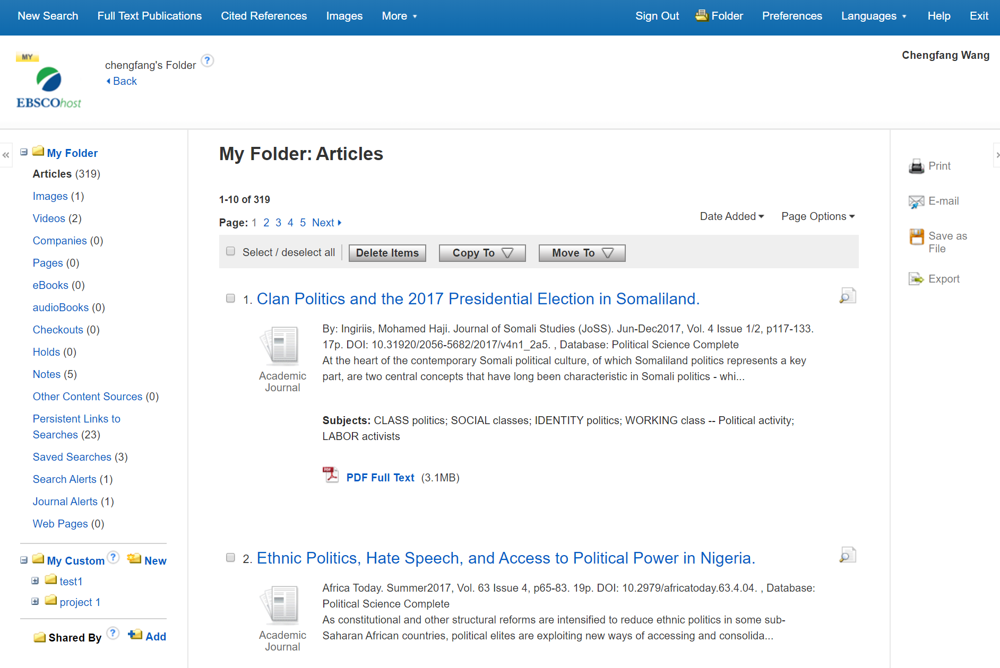 New Search Full Text Publications Cited References Images More Sign Out Folder Preferences Languages Help Exit
MY
EBSCOhost
chengfang's Folder ?
Back
Chengfang Wang
«
My Folder
Articles (319)
Images (1)
Videos (2)
Companies (0)
Pages (0)
eBooks (0)
audioBooks (0)
Checkouts (0)
Holds (0)
Notes (5)
Other Content Sources (0)
Persistent Links to
Searches (23)
Saved Searches (3)
Search Alerts (1)
Journal Alerts (1)
Web Pages (0)
My Custom ? New
test1
project 1
Shared By ? Add
My Folder: Articles
1-10 of 319
Page: 1 2 3 4 5 Next
Date Added Page Options
Select / deselect all Delete Items Copy To Move To
1. Clan Politics and the 2017 Presidential Election in Somaliland.
Academic
Journal
By: Ingiriis, Mohamed Haji. Journal of Somali Studies (JoSS). Jun-Dec2017, Vol. 4 Issue 1/2, p117-133.
17p. DOI: 10.31920/2056-5682/2017/v4n1_2a5. , Database: Political Science Complete
At the heart of the contemporary Somali political culture, of which Somaliland politics represents a key
part, are two central concepts that have long been characteristic in Somali politics - whi...
Subjects: CLASS politics; SOCIAL classes; IDENTITY politics; WORKING class -- Political activity;
LABOR activists
PDF PDF Full Text (3.1MB)
2. Ethnic Politics, Hate Speech, and Access to Political Power in Nigeria.
Academic
Journal
Africa Today. Summer2017, Vol. 63 Issue 4, p65-83. 19p. DOI: 10.2979/africatoday.63.4.04. , Database:
Political Science Complete
As constitutional and other structural reforms are intensified to reduce ethnic politics in some sub-
Saharan African countries, political elites are exploiting new ways of accessing and consolida...
Print
E-mail
Save as
File
Export